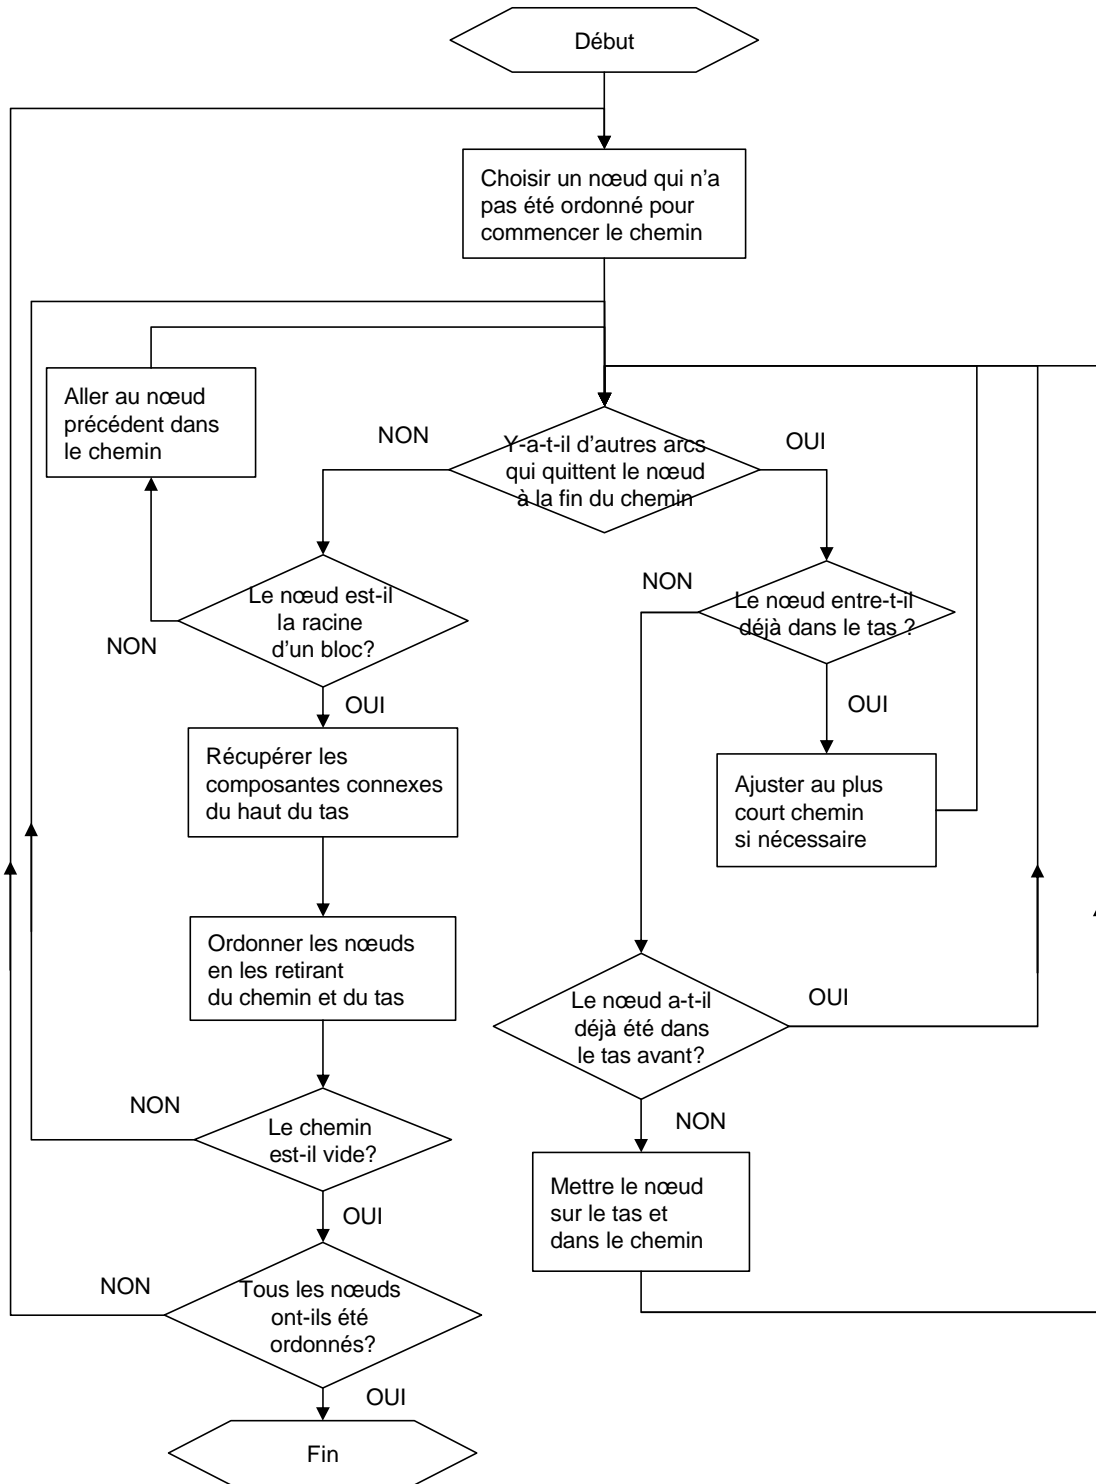 Début
Choisir un nœud qui n'a
pas été ordonné pour
commencer le chemin
Aller au nœud
précédent dans
le chemin
NON
Y-a-t-il d'autres arcs
qui quittent le nœud
à la fin du chemin
OUI
Le nœud est-il
la racine
d'un bloc?
NON
OUI
NON
Le nœud entre-t-il
déjà dans le tas ?
OUI
Récupérer les
composantes connexes
du haut du tas
Ajuster au plus
court chemin
si nécessaire
Ordonner les nœuds
en les retirant
du chemin et du tas
Le nœud a-t-il
déjà été dans
le tas avant?
OUI
NON
NON
Le chemin
est-il vide?
OUI
Mettre le nœud
sur le tas et
dans le chemin
NON
Tous les nœuds
ont-ils été
ordonnés?
OUI
Fin